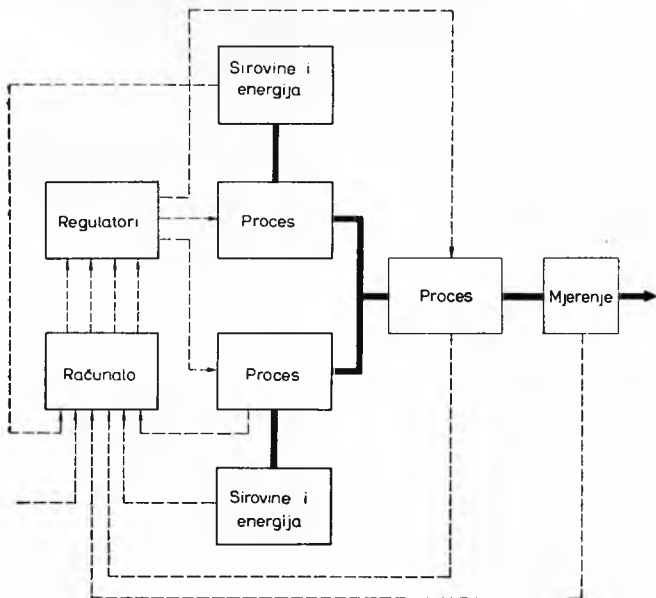 Sirovine i
energija
Regulatori
Proces
Proces
Mjerenje
Računalo
Proces
Sirovine i
energija